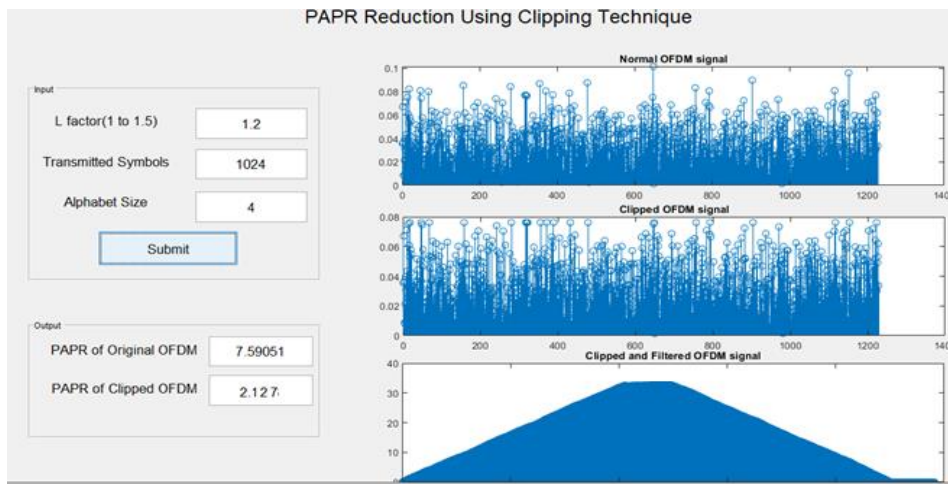 PAPR Reduction Using Clipping Technique
Input
L factor(1 to 1.5)
1.2
Transmitted Symbols
1024
Alphabet Size
4
Submit
Output
PAPR of Original OFDM
7.59051
PAPR of Clipped OFDM
2.127
Normal OFDM signal
0.1
0.08
0.06
0.04
0.02
0
0 200 400 600 800 1000 1200 140
Clipped OFDM signal
0.08
0.06
0.04
0.02
0
0 200 400 600 800 1000 1200 140
Clipped and Filtered OFDM signal
40
30
20
10